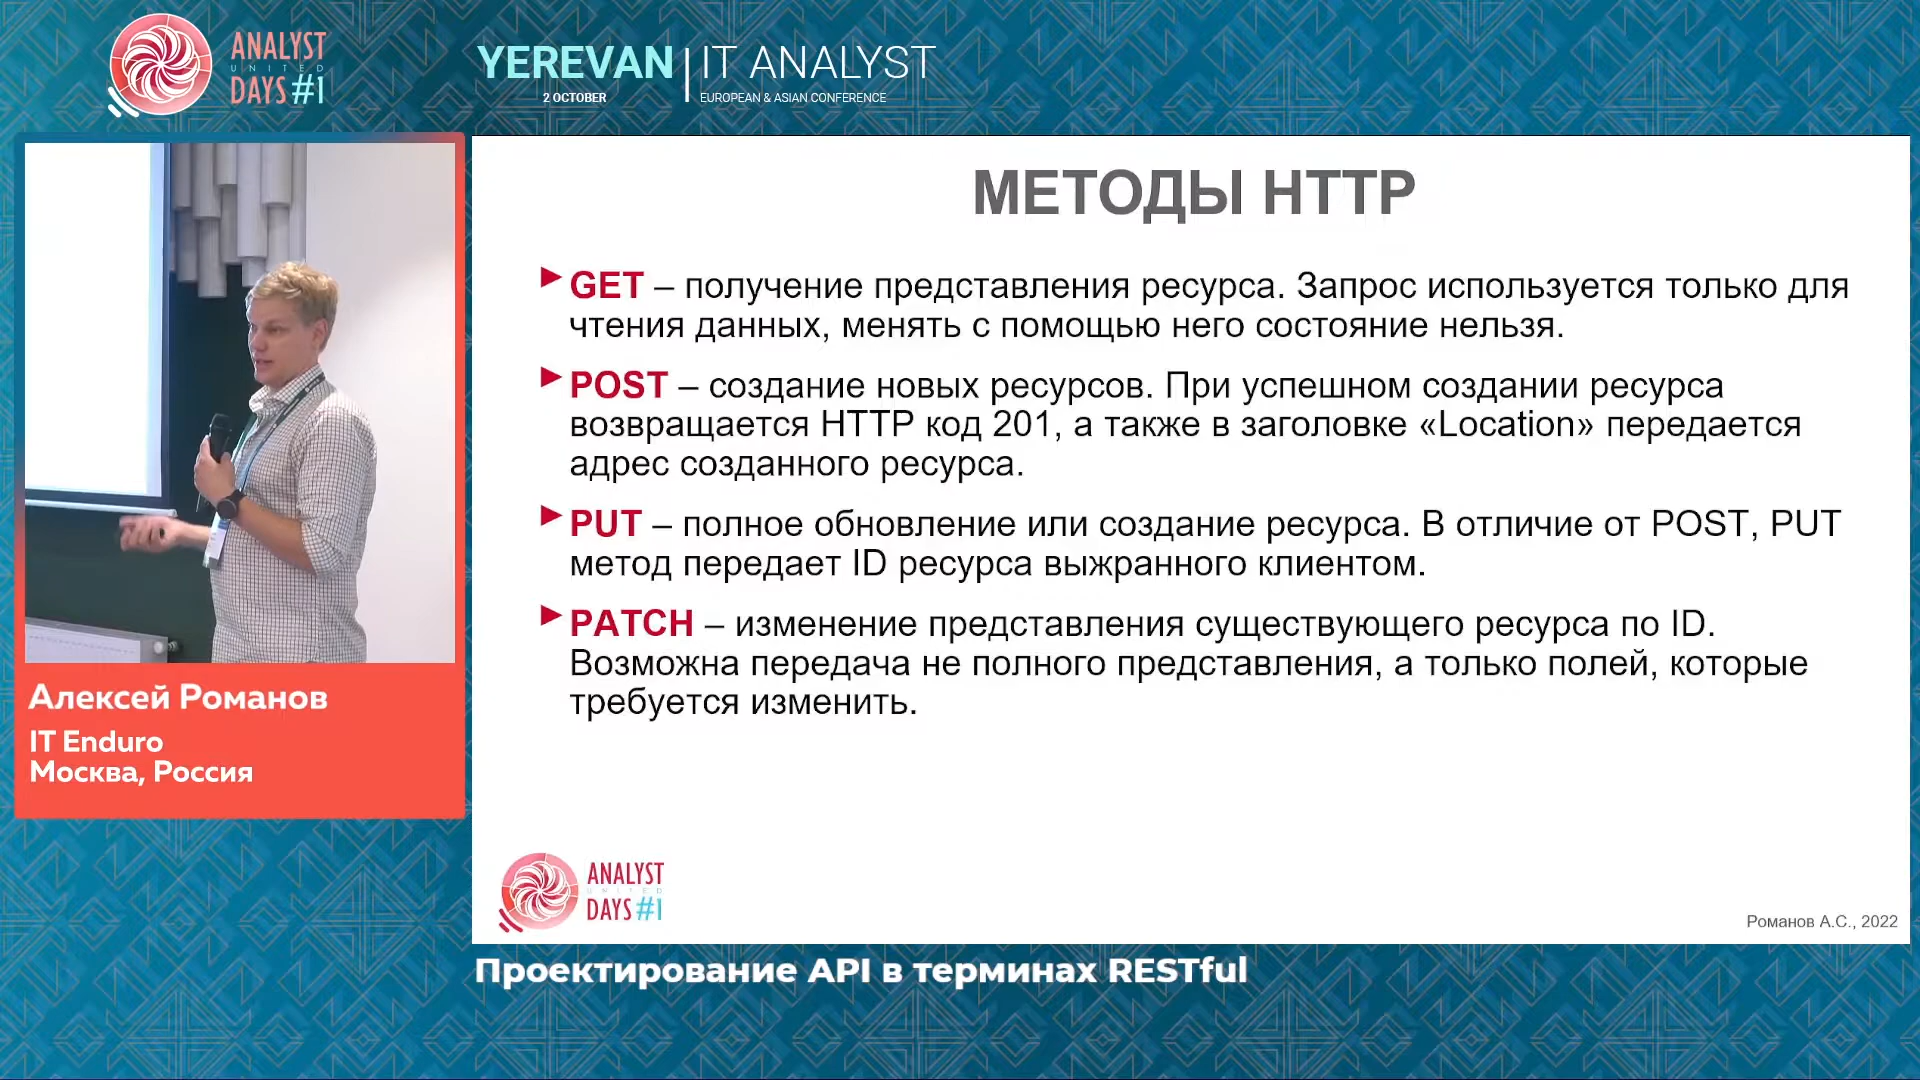 ANALYST
UNITED
DAYS #1
YEREVAN
2 OCTOBER
IT ANALYST
EUROPEAN & ASIAN CONFERENCE
Алексей Романов
IT Enduro
Москва, Россия
МЕТОДЫ HTTP
GET – получение представления ресурса. Запрос используется только для
чтения данных, менять с помощью него состояние нельзя.
POST – создание новых ресурсов. При успешном создании ресурса
возвращается HTTP код 201, а также в заголовке «Location» передается
адрес созданного ресурса.
PUT – полное обновление или создание ресурса. В отличие от POST, PUT
метод передает ID ресурса выжранного клиентом.
PATCH – изменение представления существующего ресурса по ID.
Возможна передача не полного представления, а только полей, которые
требуется изменить.
ANALYST
UNITED
DAYS #1
Романов А.С., 2022
Проектирование API в терминах RESTful